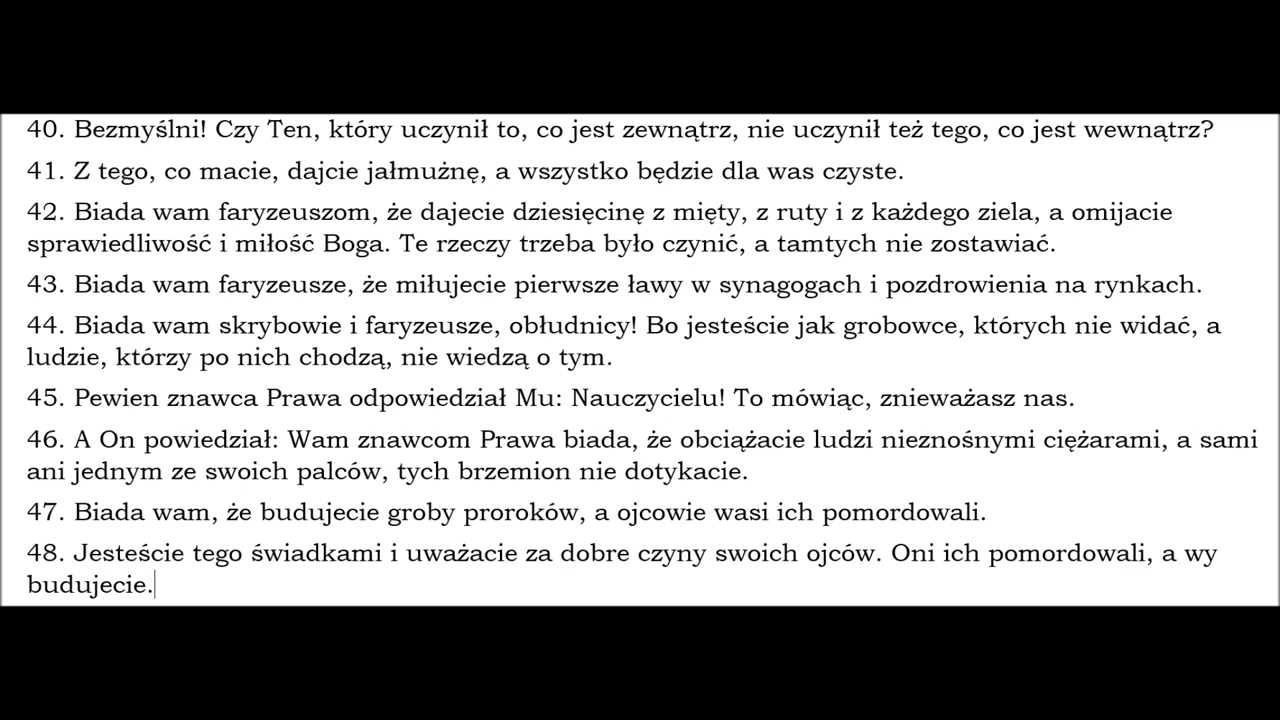 40. Bezmyślni! Czy Ten, który uczynił to, co jest zewnątrz, nie uczynił też tego, co jest wewnątrz?
41. Z tego, co macie, dajcie jałmużnę, a wszystko będzie dla was czyste.
42. Biada wam faryzeuszom, że dajecie dziesięcinę z mięty, z ruty i z każdego ziela, a omijacie
sprawiedliwość i miłość Boga. Te rzeczy trzeba było czynić, a tamtych nie zostawiać.
43. Biada wam faryzeusze, że miłujecie pierwsze ławy w synagogach i pozdrowienia na rynkach.
44. Biada wam skrybowie i faryzeusze, obłudnicy! Bo jesteście jak grobowce, których nie widać, a
ludzie, którzy po nich chodzą, nie wiedzą o tym.
45. Pewien znawca Prawa odpowiedział Mu: Nauczycielu! To mówiąc, znieważasz nas.
46. A On powiedział: Wam znawcom Prawa biada, że obciążacie ludzi nieznośnymi ciężarami, a sami
ani jednym ze swoich palców, tych brzemion nie dotykacie.
47. Biada wam, że budujecie groby proroków, a ojcowie wasi ich pomordowali.
48. Jesteście tego świadkami i uważacie za dobre czyny swoich ojców. Oni ich pomordowali, a wy
budujecie.